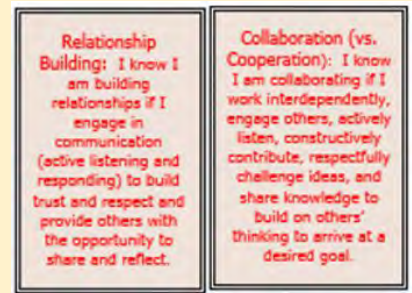 Relationship
Building: I know I
am building
relationships if I
engage in
communication
(active listening and
responding) to build
trust and respect and
provide others with
the opportunity to
share and reflect.
Collaboration (vs.
Cooperation): I know
I am collaborating if I
work interdependently,
engage others, actively
listen, constructively
contribute, respectfully
challenge ideas, and
share knowledge to
build on others'
thinking to arrive at a
desired goal.